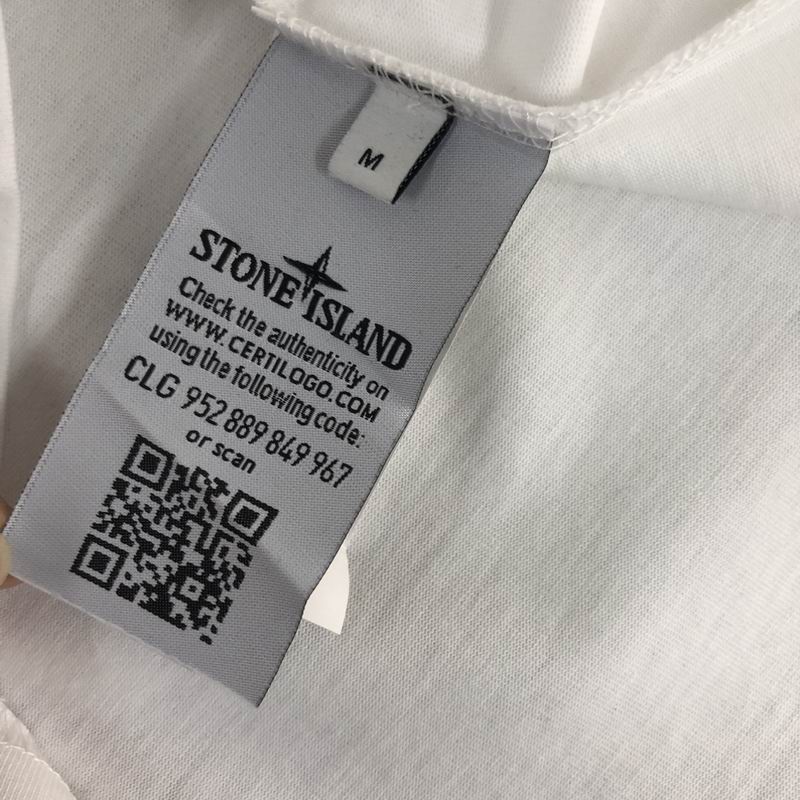 M
STONE ISLAND
Check the authenticity on
WWW.CERTILOGO.COM
using the following code:
CLG 952 889 849 967
or scan